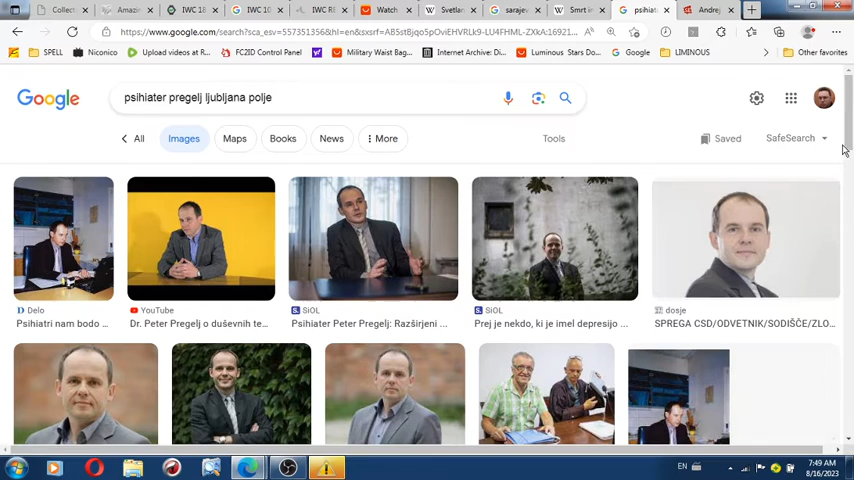 Collect
Amazin
IWC 18
IWC 10
IWC RE
Watch
Svetlan
sarajev
Smrt in
psihiat
Andrej
https://www.google.com/search?sca_esv=557351356&hl=en&sxsrf=AB5stBjqo5pOviEHVRLk9-LU4FHML-ZXkA:16921...
SPELL
Niconico
Upload videos at R...
FC2ID Control Panel
Military Waist Bag...
Internet Archive: Di...
Luminous Stars Do...
Google
LIMINOUS
Other favorites
Google
psihiater pregelj ljubljana polje
All
Images
Maps
Books
News
More
Tools
Saved
SafeSearch
Delo
Psihiatri nam bodo ...
YouTube
Dr. Peter Pregelj o duševnih te...
SiOL
Psihiater Peter Pregelj: Razširjeni ...
SiOL
Prej je nekdo, ki je imel depresijo ...
dosje
SPREGA CSD/ODVETNIK/SODIŠČE/ZLO...
EN
7:49 AM
8/16/2023